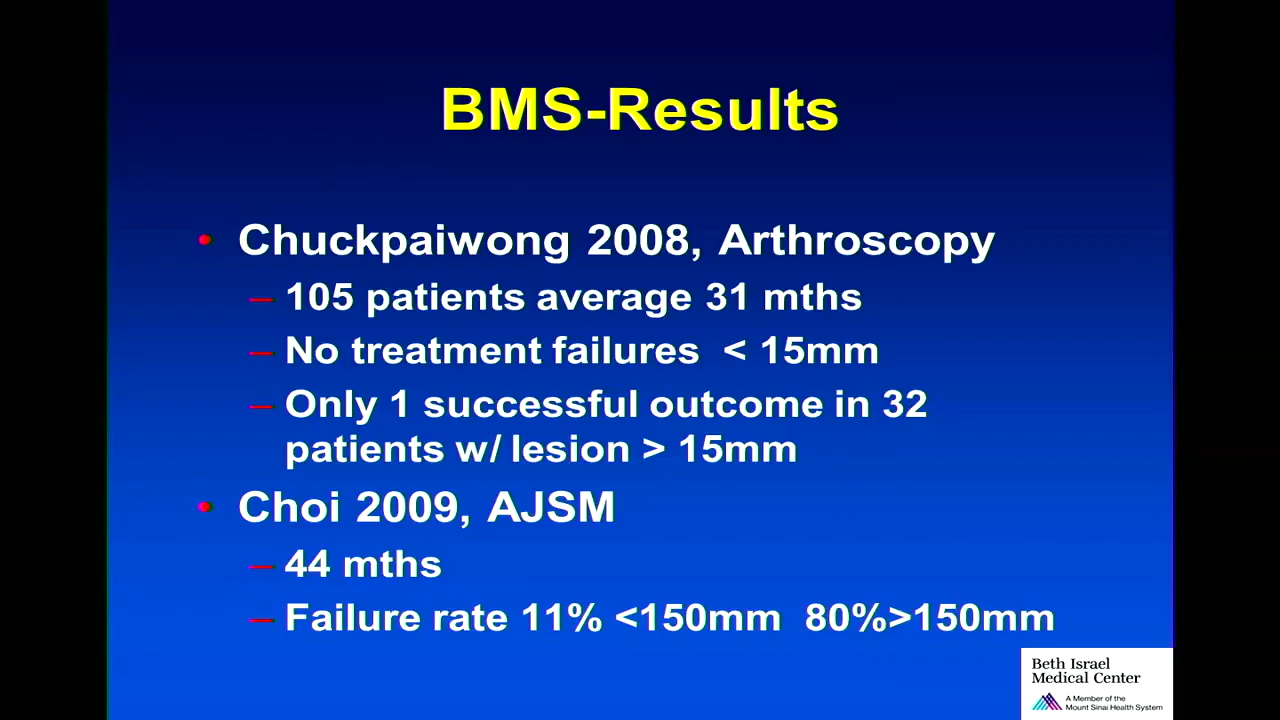 BMS-Results
• Chuckpaiwong 2008, Arthroscopy
– 105 patients average 31 mths
– No treatment failures < 15mm
– Only 1 successful outcome in 32
patients w/ lesion > 15mm
• Choi 2009, AJSM
– 44 mths
– Failure rate 11% <150mm 80%>150mm
Beth Israel
Medical Center
A Member of the
Mount Sinai Health System